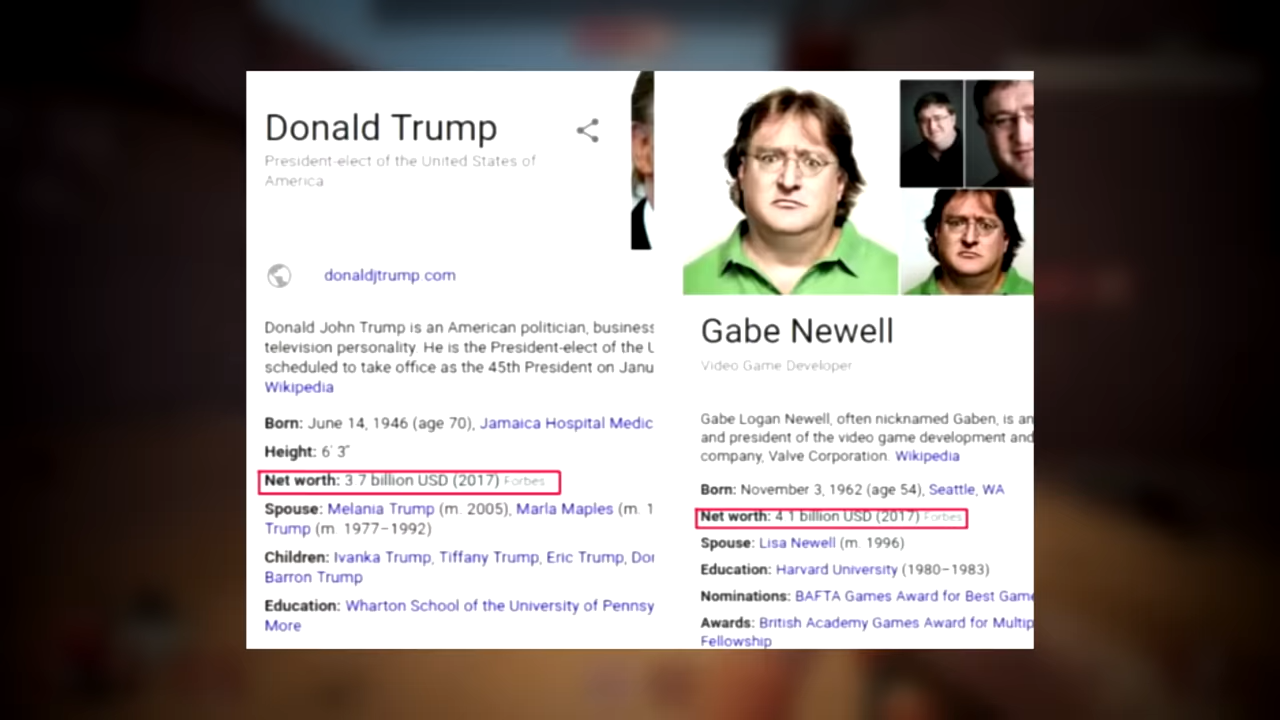 Donald Trump
President-elect of the United States of
America
donaldjtrump.com
Donald John Trump is an American politician, business
television personality. He is the President-elect of the U
scheduled to take office as the 45th President on Janu
Wikipedia
Born: June 14, 1946 (age 70), Jamaica Hospital Medic
Height: 6′ 3″
Net worth: 3.7 billion USD (2017) Forbes
Spouse: Melania Trump (m. 2005), Marla Maples (m. 1
Trump (m. 1977–1992)
Children: Ivanka Trump, Tiffany Trump, Eric Trump, Don
Barron Trump
Education: Wharton School of the University of Pennsy
More
Gabe Newell
Video Game Developer
Gabe Logan Newell, often nicknamed Gaben, is an
and president of the video game development and
company, Valve Corporation. Wikipedia
Born: November 3, 1962 (age 54), Seattle, WA
Net worth: 4.1 billion USD (2017) Forbes
Spouse: Lisa Newell (m. 1996)
Education: Harvard University (1980–1983)
Nominations: BAFTA Games Award for Best Game
Awards: British Academy Games Award for Multip
Fellowship